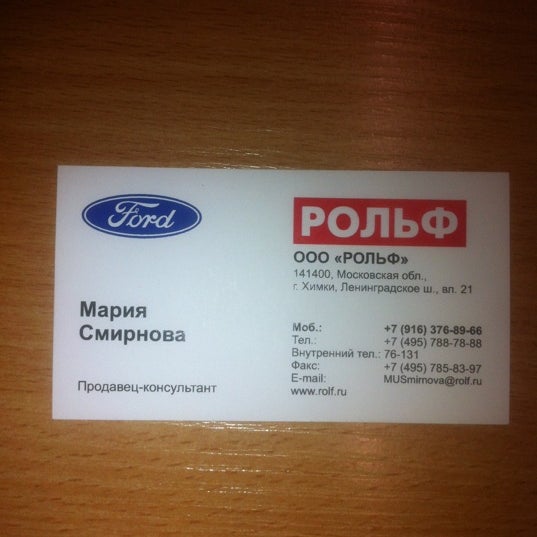 Ford
РОЛЬФ
ООО «РОЛЬФ»
141400, Московская обл.,
г. Химки, Ленинградское ш., вл. 21
Мария
Смирнова
Продавец-консультант
Моб.: +7 (916) 376-89-66
Тел.: +7 (495) 788-78-88
Внутренний тел.: 76-131
Факс: +7 (495) 785-83-97
E-mail: MUSmirnova@rolf.ru
www.rolf.ru